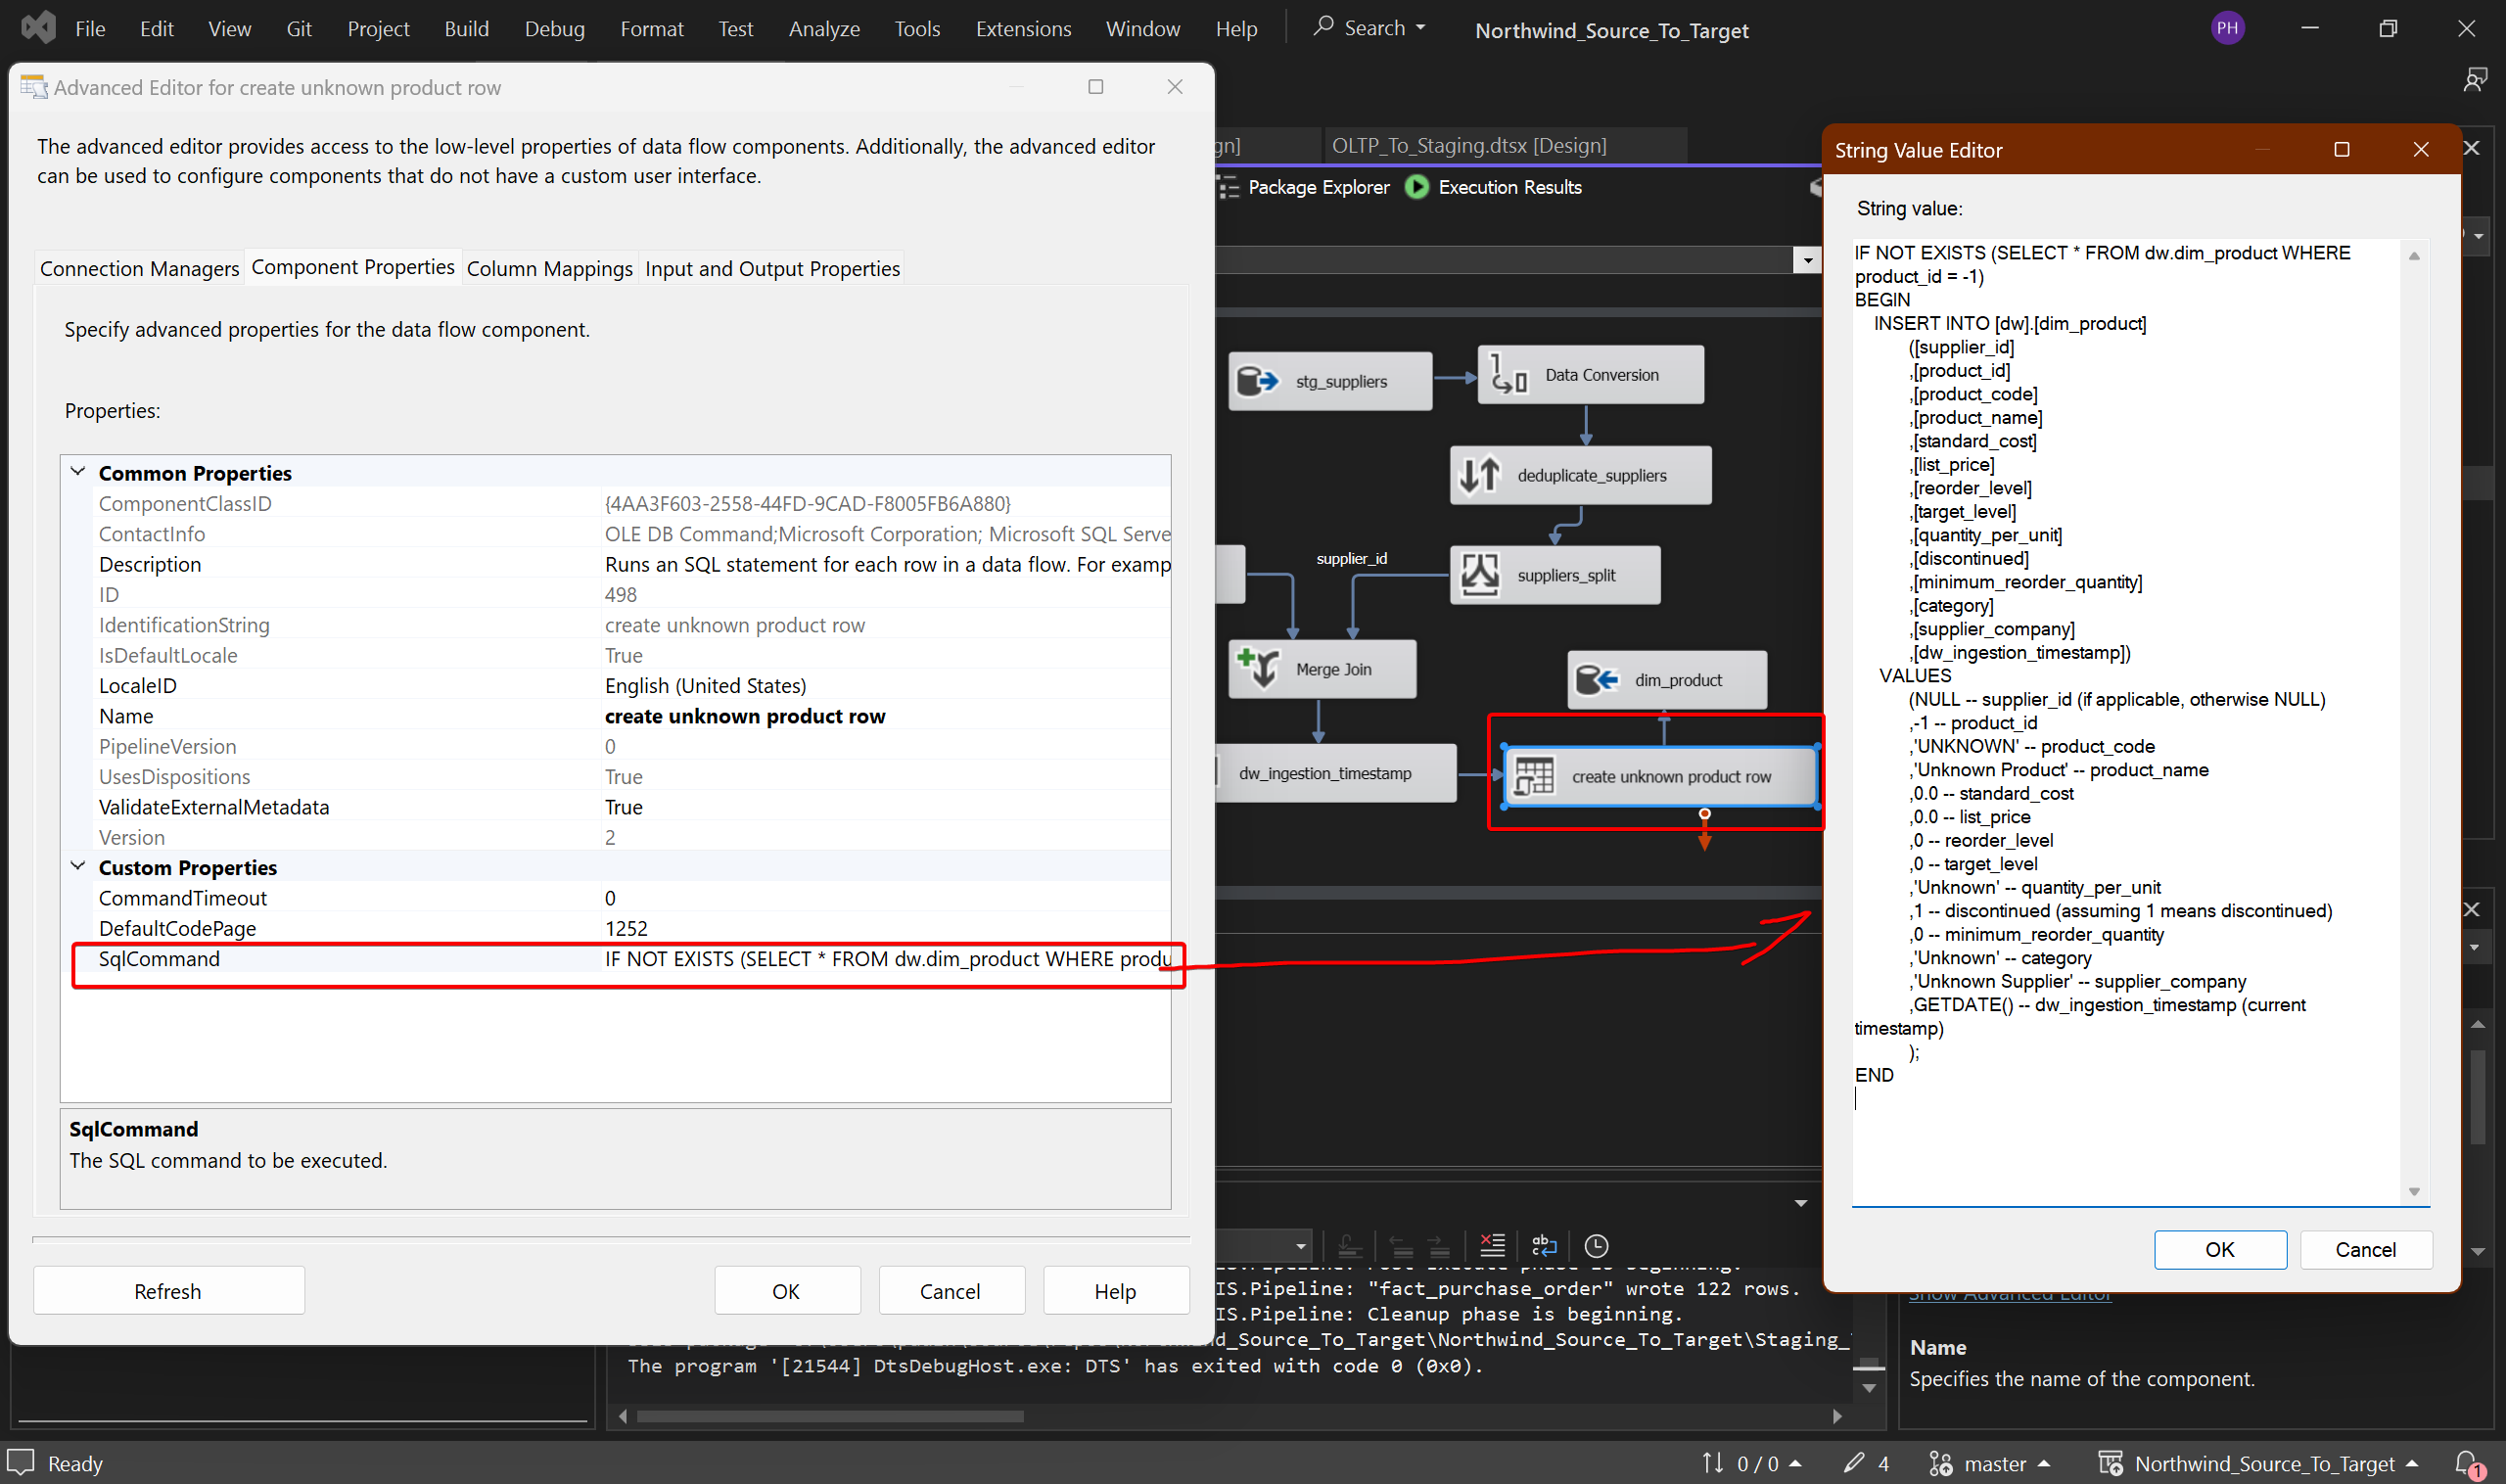 File Edit View Git Project Build Debug Format Test Analyze Tools Extensions Window Help Search Northwind_Source_To_Target PH
Advanced Editor for create unknown product row
The advanced editor provides access to the low-level properties of data flow components. Additionally, the advanced editor
can be used to configure components that do not have a custom user interface.
Connection Managers Component Properties Column Mappings Input and Output Properties
Specify advanced properties for the data flow component.
Properties:
Common Properties
ComponentClassID {4AA3F603-2558-44FD-9CAD-F8005FB6A880}
ContactInfo OLE DB Command;Microsoft Corporation; Microsoft SQL Serve
Description Runs an SQL statement for each row in a data flow. For examp
ID 498
IdentificationString create unknown product row
IsDefaultLocale True
LocaleID English (United States)
Name create unknown product row
PipelineVersion 0
UsesDispositions True
ValidateExternalMetadata True
Version 2
Custom Properties
CommandTimeout 0
DefaultCodePage 1252
SqlCommand IF NOT EXISTS (SELECT * FROM dw.dim_product WHERE produ
SqlCommand
The SQL command to be executed.
Refresh OK Cancel Help
gn] OLTP_To_Staging.dtsx [Design]
Package Explorer Execution Results
stg_suppliers
Data Conversion
deduplicate_suppliers
supplier_id
suppliers_split
Merge Join
dim_product
dw_ingestion_timestamp
create unknown product row
String Value Editor
String value:
IF NOT EXISTS (SELECT * FROM dw.dim_product WHERE
product_id = -1)
BEGIN
INSERT INTO [dw].[dim_product]
([supplier_id]
,[product_id]
,[product_code]
,[product_name]
,[standard_cost]
,[list_price]
,[reorder_level]
,[target_level]
,[quantity_per_unit]
,[discontinued]
,[minimum_reorder_quantity]
,[category]
,[supplier_company]
,[dw_ingestion_timestamp])
VALUES
(NULL -- supplier_id (if applicable, otherwise NULL)
,-1 -- product_id
,'UNKNOWN' -- product_code
,'Unknown Product' -- product_name
,0.0 -- standard_cost
,0.0 -- list_price
,0 -- reorder_level
,0 -- target_level
,'Unknown' -- quantity_per_unit
,1 -- discontinued (assuming 1 means discontinued)
,0 -- minimum_reorder_quantity
,'Unknown' -- category
,'Unknown Supplier' -- supplier_company
,GETDATE() -- dw_ingestion_timestamp (current
timestamp)
);
END
OK Cancel
IS.Pipeline: "fact_purchase_order" wrote 122 rows.
IS.Pipeline: Cleanup phase is beginning.
d_Source_To_Target\Northwind_Source_To_Target\Staging_
The program '[21544] DtsDebugHost.exe: DTS' has exited with code 0 (0x0).
Show Advanced Editor
Name
Specifies the name of the component.
Ready 0 / 0 4 master Northwind_Source_To_Target 1